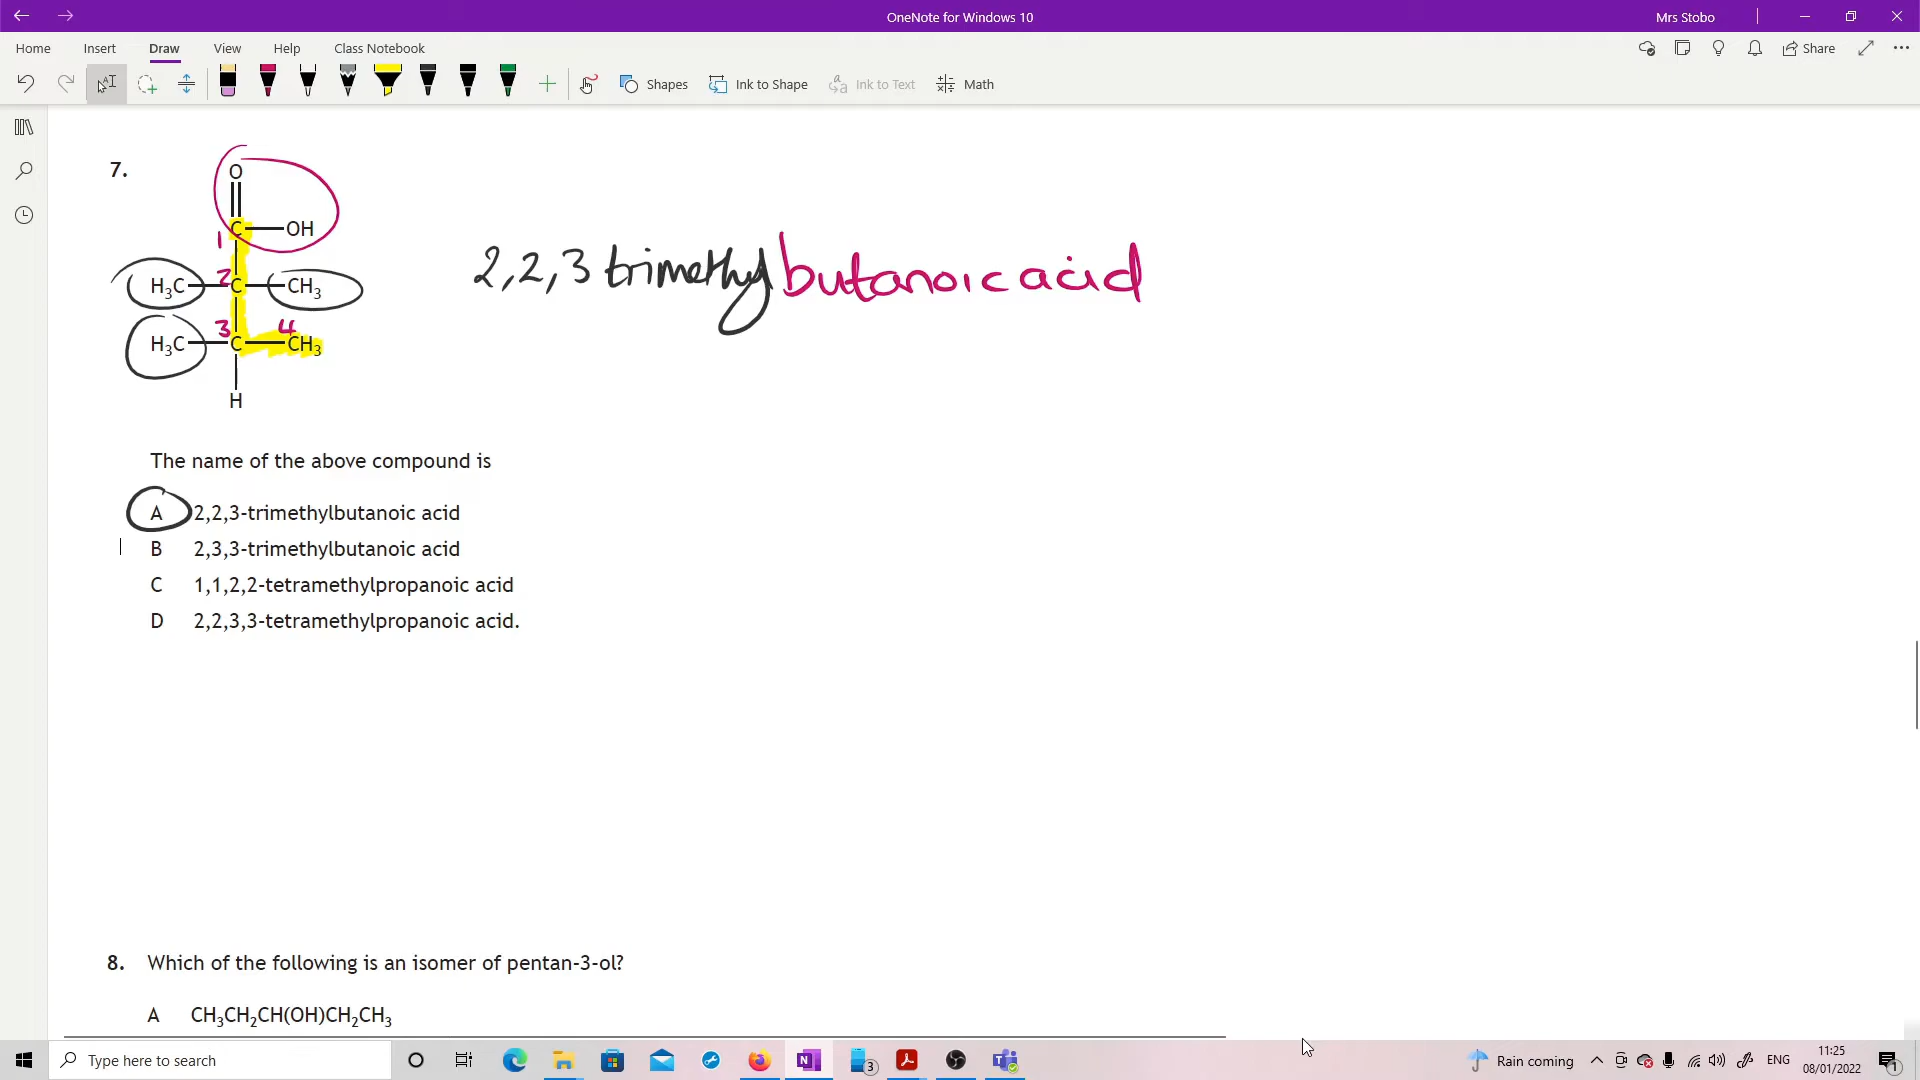 OneNote for Windows 10
Mrs Stobo
Home Insert Draw View Help Class Notebook
Share
Shapes Ink to Shape Ink to Text Math
7.
O
C OH
1
H₃C 2 C CH₃
3 4
H₃C C CH₃
H
2,2,3 trimethylbutanoic acid
The name of the above compound is
A 2,2,3-trimethylbutanoic acid
B 2,3,3-trimethylbutanoic acid
C 1,1,2,2-tetramethylpropanoic acid
D 2,2,3,3-tetramethylpropanoic acid.
8. Which of the following is an isomer of pentan-3-ol?
A CH₃CH₂CH(OH)CH₂CH₃
Type here to search
3
Rain coming
ENG
11:25
08/01/2022
1